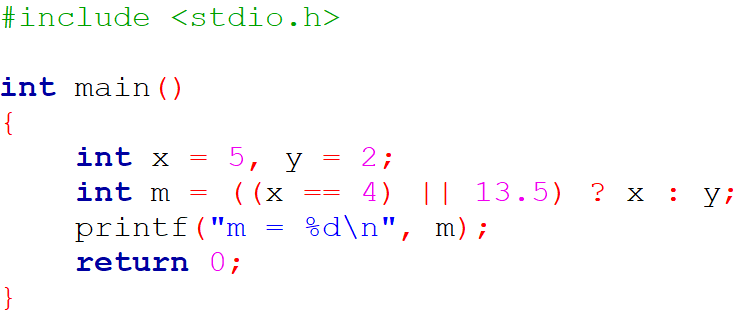 #include <stdio.h>
int main()
{
    int x = 5, y = 2;
    int m = ((x == 4) || 13.5) ? x : y;
    printf("m = %d\n", m);
    return 0;
}